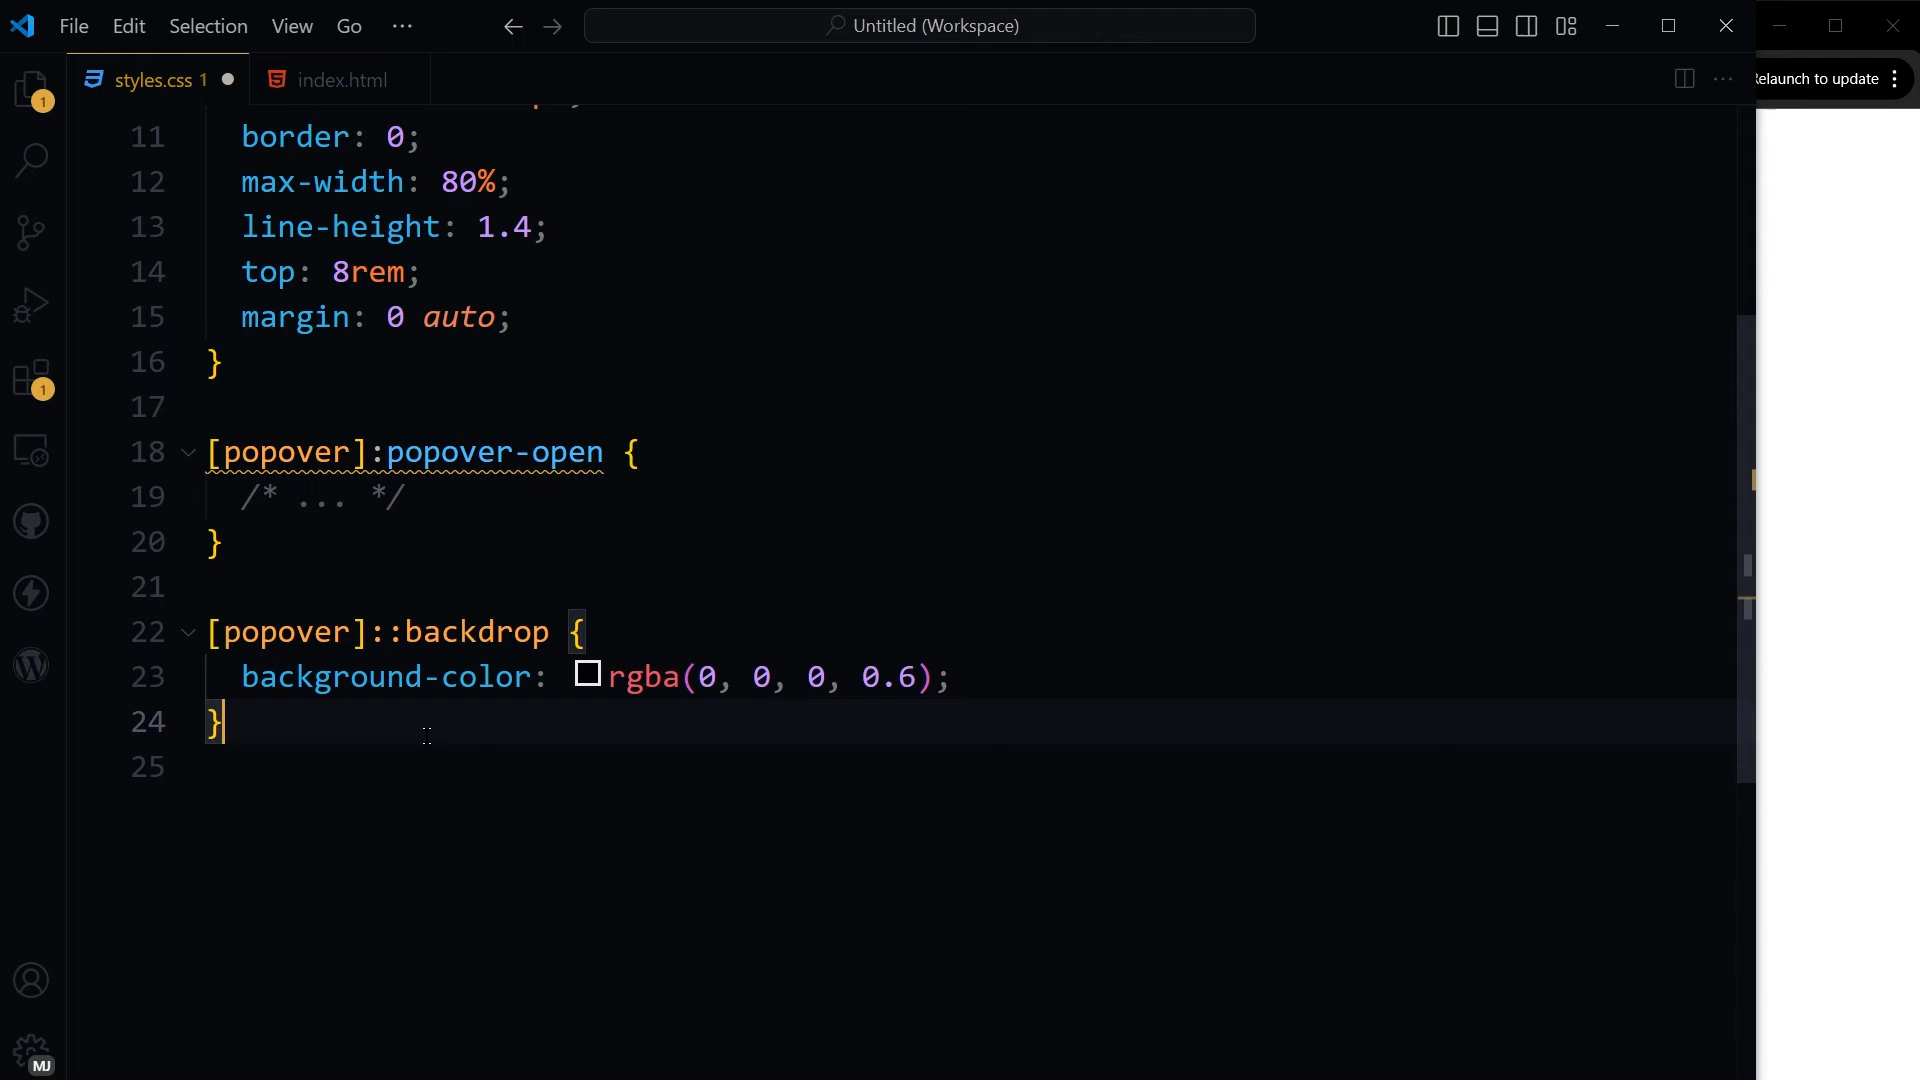 File Edit Selection View Go ··· Untitled (Workspace)
styles.css 1 index.html ··· elaunch to update
1
11 border: 0;
12 max-width: 80%;
13 line-height: 1.4;
14 top: 8rem;
15 margin: 0 auto;
16 }
17
18 [popover]:popover-open {
19 /* ... */
20 }
21
22 [popover]::backdrop {
23 background-color: rgba(0, 0, 0, 0.6);
24 }
25
1
MJ